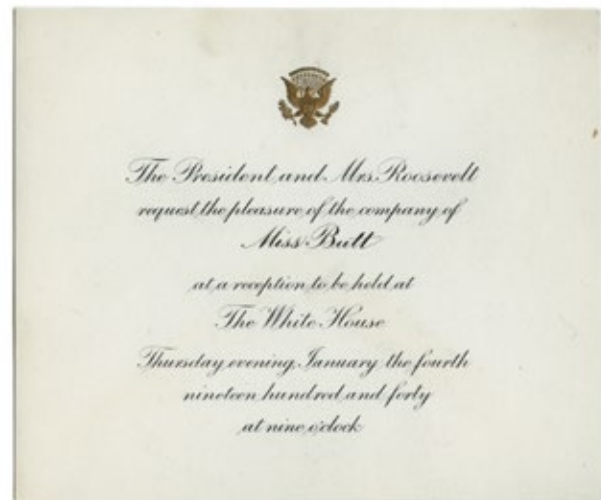 The President and Mrs. Roosevelt
request the pleasure of the company of
Miss Butt
at a reception to be held at
The White House
Thursday evening, January the fourth
nineteen hundred and forty
at nine o'clock